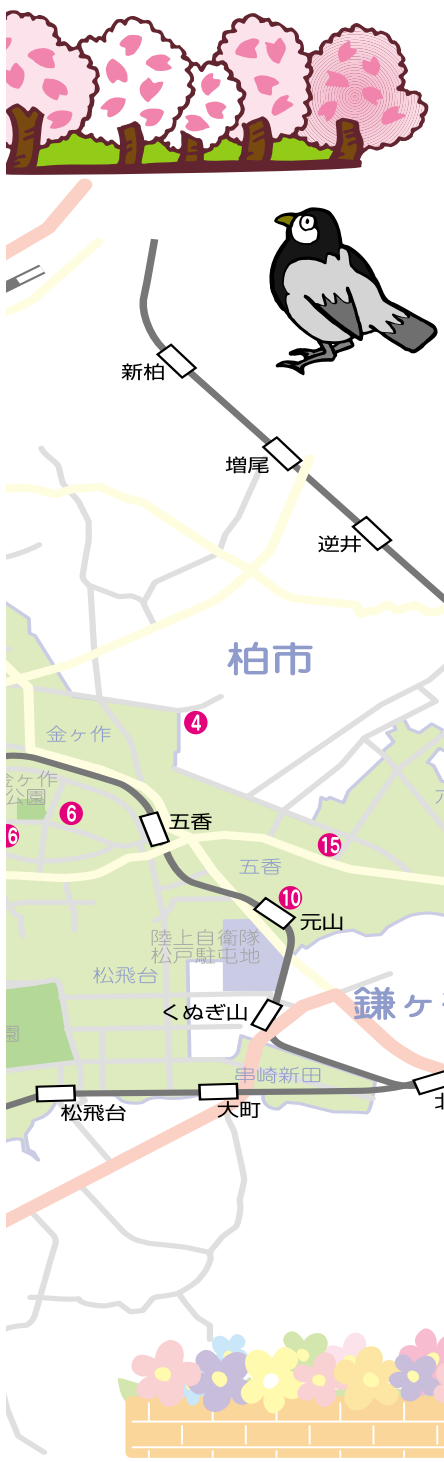 新柏
増尾
逆井
柏市
4
金ヶ作
金ヶ作
公園
6
五香
15
五香
10
元山
陸上自衛隊
松戸駐屯地
松飛台
くぬぎ山
鎌ヶ
園
串崎新田
松飛台
大町
北